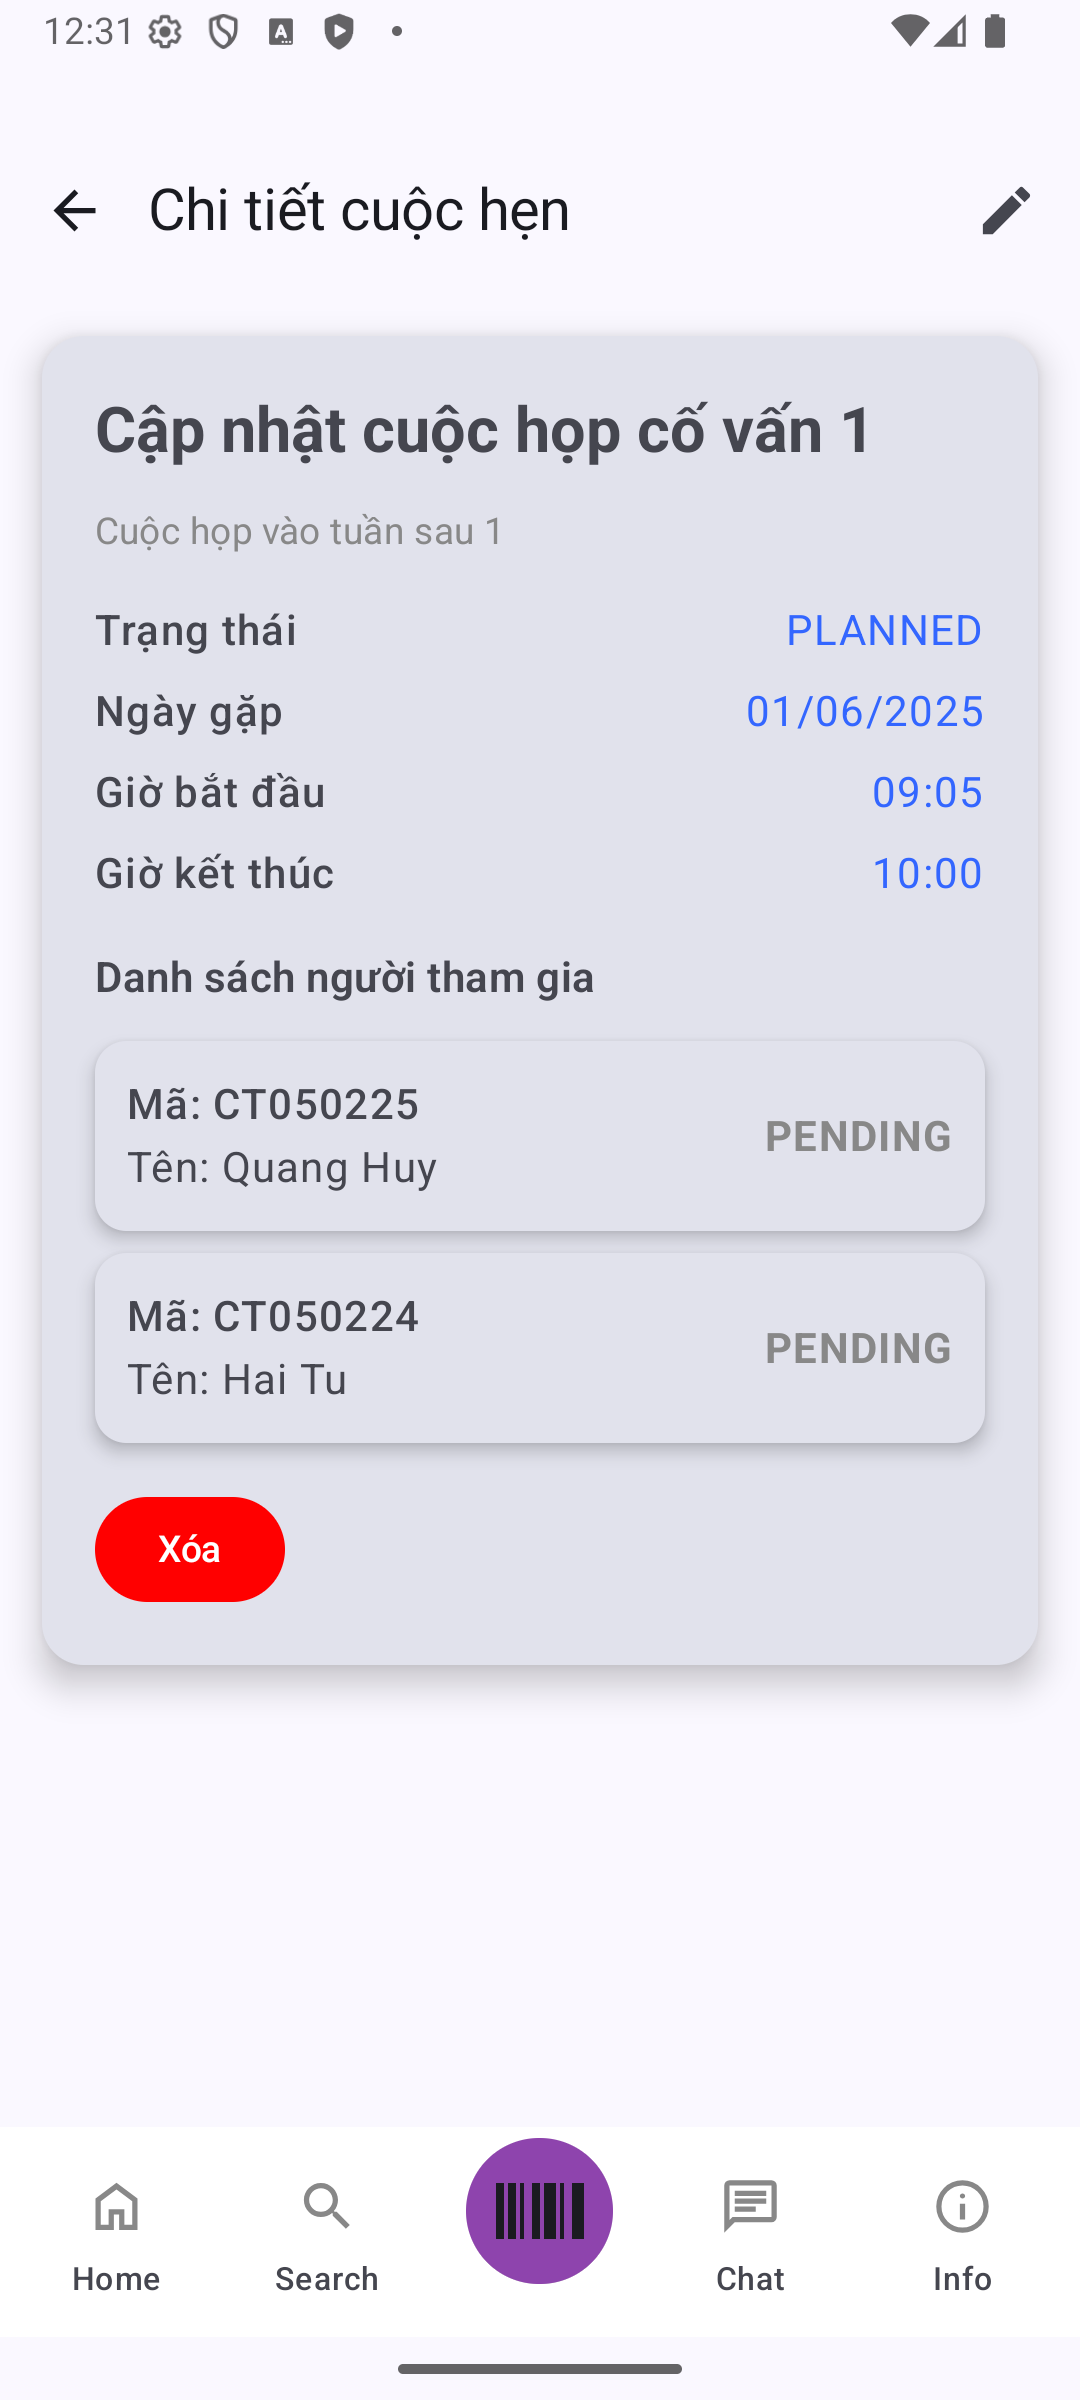 12:31
Chi tiết cuộc hẹn
Cập nhật cuộc họp cố vấn 1
Cuộc họp vào tuần sau 1
Trạng thái PLANNED
Ngày gặp 01/06/2025
Giờ bắt đầu 09:05
Giờ kết thúc 10:00
Danh sách người tham gia
Mã: CT050225
Tên: Quang Huy
PENDING
Mã: CT050224
Tên: Hai Tu
PENDING
Xóa
Home Search Chat Info